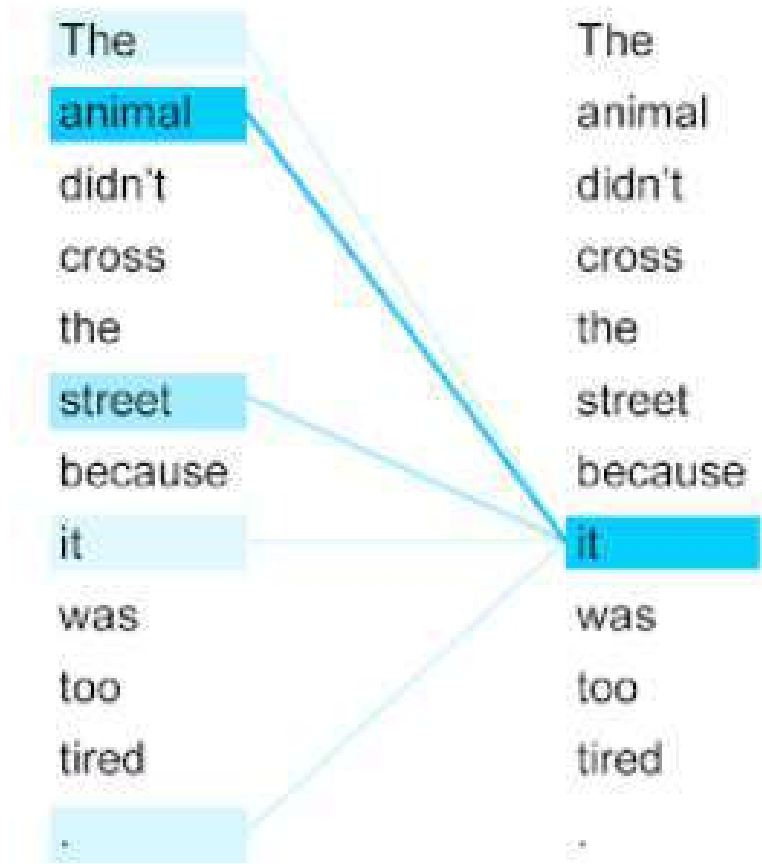 The The
animal animal
didn't didn't
cross cross
the the
street street
because because
it it
was was
too too
tired tired
. .